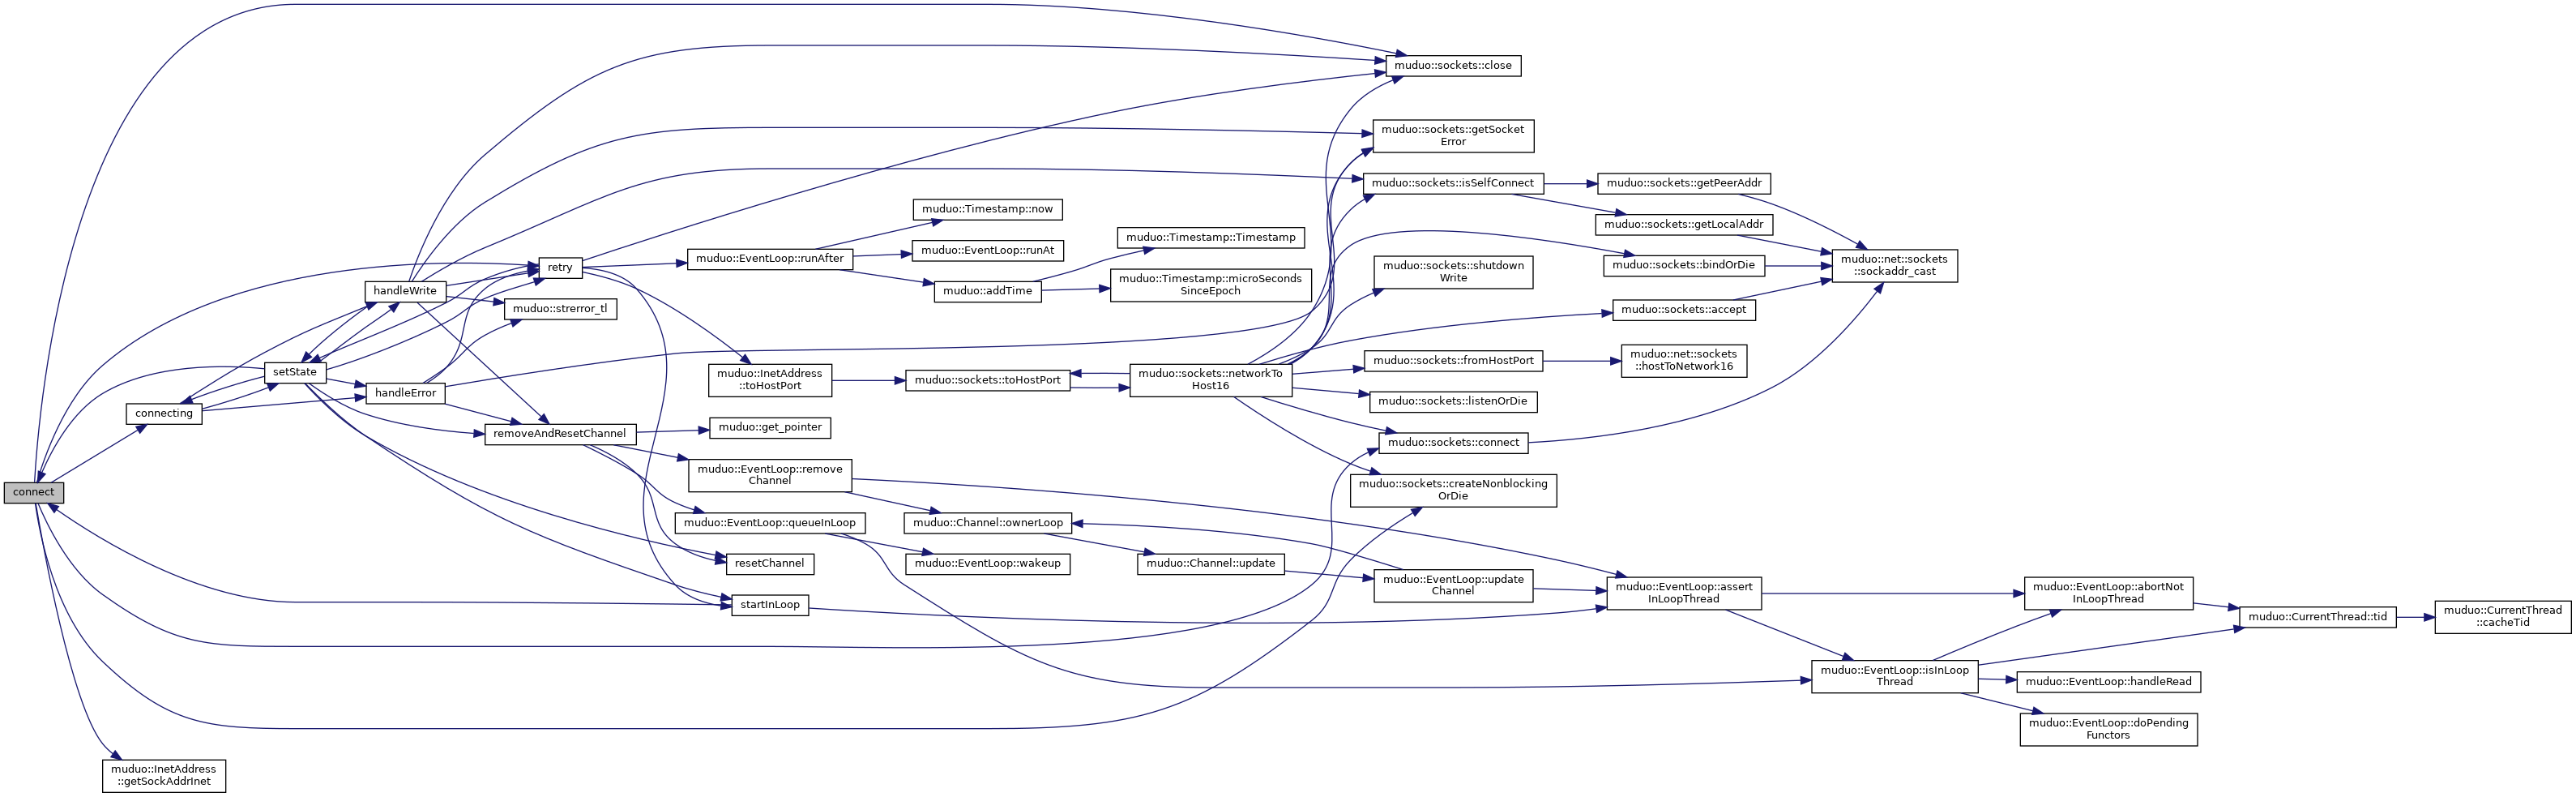 connect
muduo::InetAddress
::getSockAddrInet
connecting
setState
handleWrite
handleError
retry
muduo::strerror_tl
removeAndResetChannel
muduo::EventLoop::runAfter
muduo::InetAddress
::toHostPort
muduo::get_pointer
muduo::EventLoop::remove
Channel
muduo::EventLoop::queueInLoop
resetChannel
startInLoop
muduo::Timestamp::now
muduo::EventLoop::runAt
muduo::addTime
muduo::sockets::toHostPort
muduo::Channel::ownerLoop
muduo::EventLoop::wakeup
muduo::Timestamp::Timestamp
muduo::Timestamp::microSeconds
SinceEpoch
muduo::sockets::networkTo
Host16
muduo::Channel::update
muduo::sockets::close
muduo::sockets::getSocket
Error
muduo::sockets::isSelfConnect
muduo::sockets::shutdown
Write
muduo::sockets::fromHostPort
muduo::sockets::listenOrDie
muduo::sockets::connect
muduo::sockets::createNonblocking
OrDie
muduo::EventLoop::update
Channel
muduo::sockets::getPeerAddr
muduo::sockets::getLocalAddr
muduo::sockets::bindOrDie
muduo::sockets::accept
muduo::net::sockets
::hostToNetwork16
muduo::EventLoop::assert
InLoopThread
muduo::net::sockets
::sockaddr_cast
muduo::EventLoop::isInLoop
Thread
muduo::EventLoop::abortNot
InLoopThread
muduo::EventLoop::handleRead
muduo::EventLoop::doPending
Functors
muduo::CurrentThread::tid
muduo::CurrentThread
::cacheTid